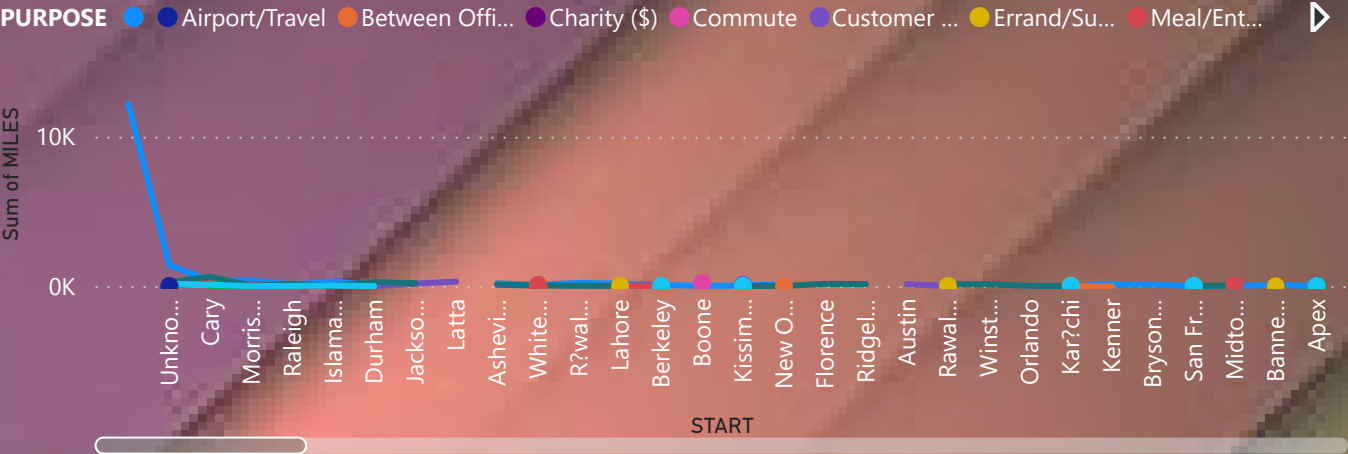 PURPOSE Airport/Travel Between Offi... Charity ($) Commute Customer ... Errand/Su... Meal/Ent...
Sum of MILES
10K
0K
Unkno...
Cary
Morris...
Raleigh
Islama...
Durham
Jackso...
Latta
Ashevi...
White...
R?wal...
Lahore
Berkeley
Boone
Kissim...
New O...
Florence
Ridgel...
Austin
Rawal...
Winst...
Orlando
Kar?chi
Kenner
Bryson...
San Fr...
Midto...
Banne...
Apex
START